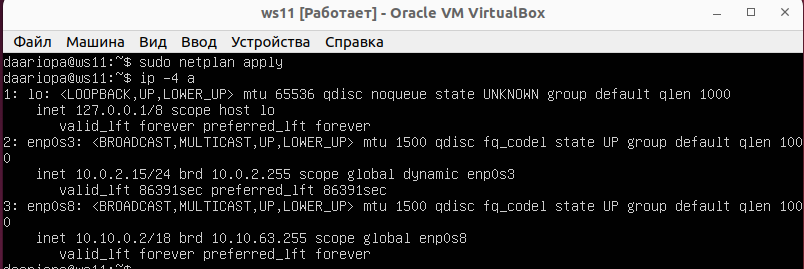 ws11 [Работает] - Oracle VM VirtualBox
Файл Машина Вид Ввод Устройства Справка
daariopa@ws11:~$ sudo netplan apply
daariopa@ws11:~$ ip -4 a
1: lo: <LOOPBACK,UP,LOWER_UP> mtu 65536 qdisc noqueue state UNKNOWN group default qlen 1000
    inet 127.0.0.1/8 scope host lo
       valid_lft forever preferred_lft forever
2: enp0s3: <BROADCAST,MULTICAST,UP,LOWER_UP> mtu 1500 qdisc fq_codel state UP group default qlen 100
0
    inet 10.0.2.15/24 brd 10.0.2.255 scope global dynamic enp0s3
       valid_lft 86391sec preferred_lft 86391sec
3: enp0s8: <BROADCAST,MULTICAST,UP,LOWER_UP> mtu 1500 qdisc fq_codel state UP group default qlen 100
0
    inet 10.10.0.2/18 brd 10.10.63.255 scope global enp0s8
       valid_lft forever preferred_lft forever
daariopa@ws11:~$